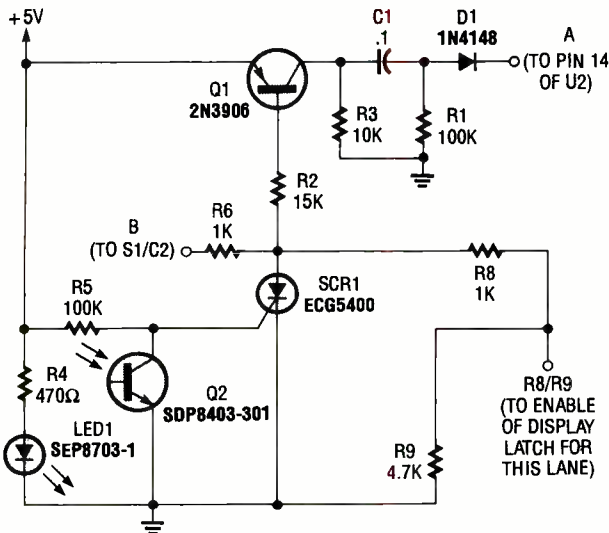 +5V
C1
.1
D1
1N4148
A
(TO PIN 14
OF U2)
Q1
2N3906
R3
10K
R1
100K
R2
15K
B
(TO S1/C2)
R6
1K
R8
1K
SCR1
ECG5400
R5
100K
R4
470Ω
Q2
SDP8403-301
LED1
SEP8703-1
R9
4.7K
R8/R9
(TO ENABLE
OF DISPLAY
LATCH FOR
THIS LANE)